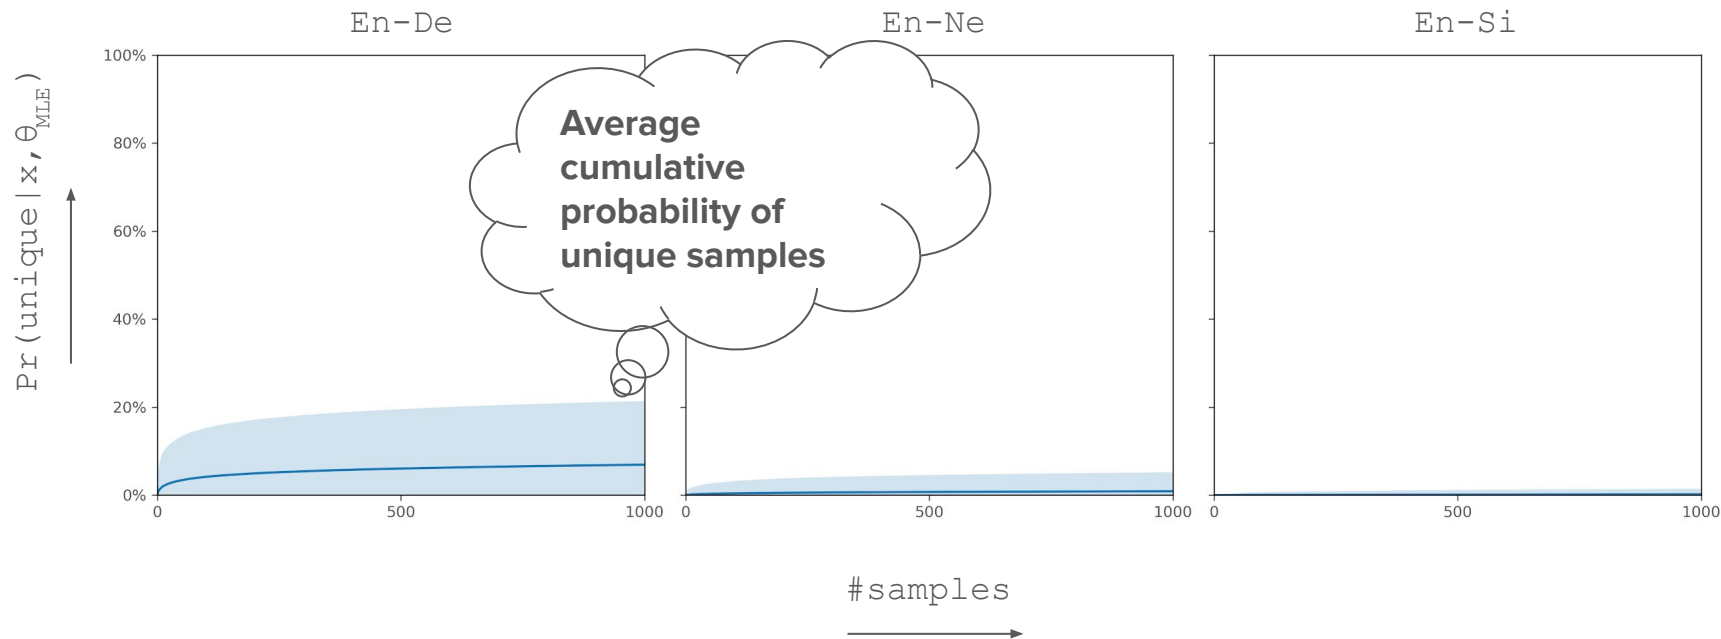 En-De
En-Ne
En-Si
Pr(unique|x,θMLE)
100%
80%
60%
40%
20%
0%
Average
cumulative
probability of
unique samples
0 500 1000
0 500 1000
0 500 1000
#samples